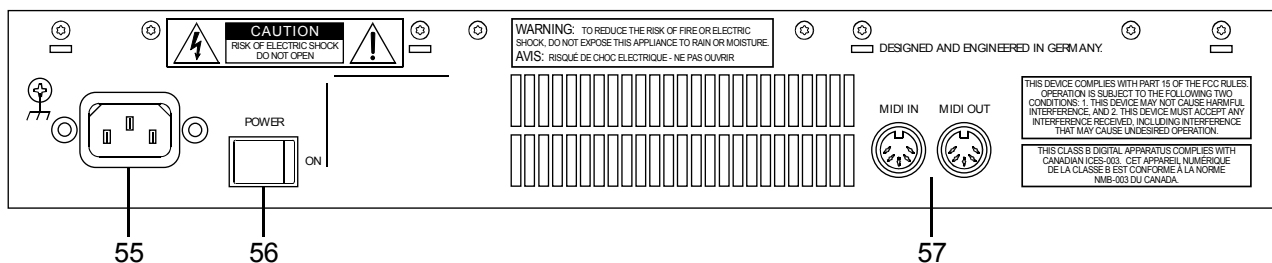 CAUTION
RISK OF ELECTRIC SHOCK
DO NOT OPEN
WARNING: TO REDUCE THE RISK OF FIRE OR ELECTRIC
SHOCK, DO NOT EXPOSE THIS APPLIANCE TO RAIN OR MOISTURE.
AVIS: RISQUÉ DE CHOC ELECTRIQUE - NE PAS OUVRIR
DESIGNED AND ENGINEERED IN GERMANY.
POWER
ON
MIDI IN
MIDI OUT
THIS DEVICE COMPLIES WITH PART 15 OF THE FCC RULES.
OPERATION IS SUBJECT TO THE FOLLOWING TWO
CONDITIONS: 1. THIS DEVICE MAY NOT CAUSE HARMFUL
INTERFERENCE, AND 2. THIS DEVICE MUST ACCEPT ANY
INTERFERENCE RECEIVED, INCLUDING INTERFERENCE
THAT MAY CAUSE UNDESIRED OPERATION.
THIS CLASS B DIGITAL APPARATUS COMPLIES WITH
CANADIAN ICES-003. CET APPAREIL NUMÉRIQUE
DE LA CLASSE B EST CONFORME À LA NORME
NMB-003 DU CANADA.
55
56
57